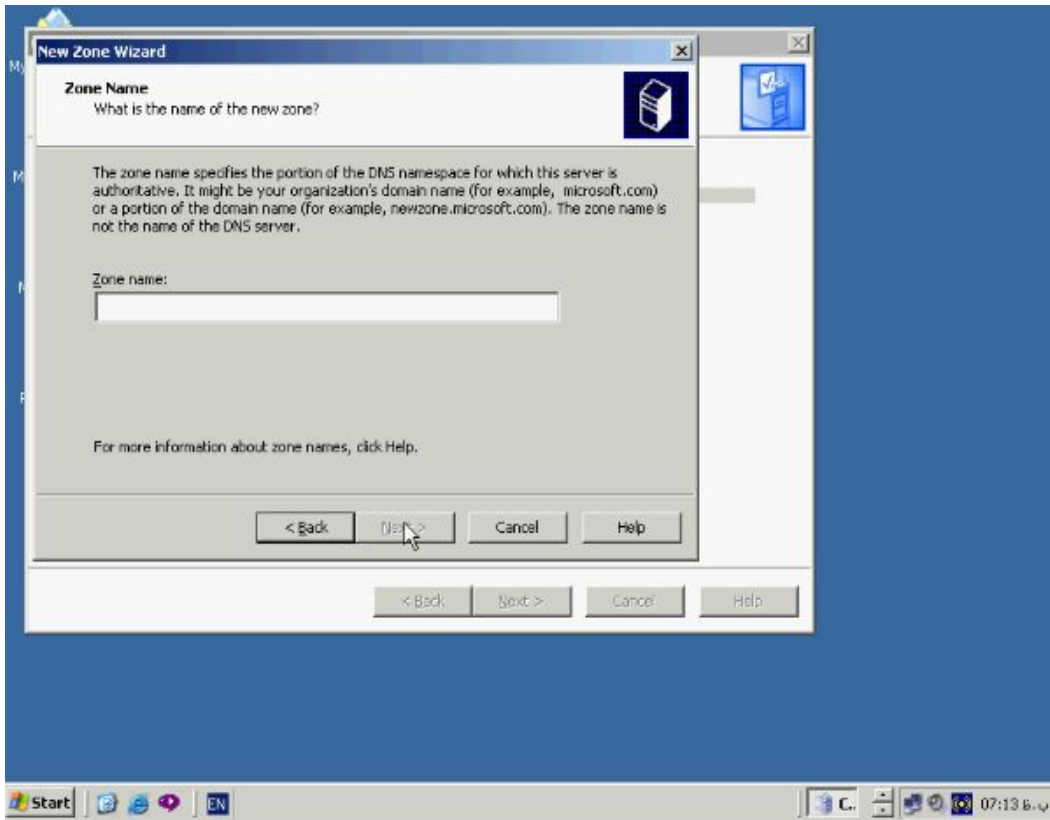 New Zone Wizard
Zone Name
What is the name of the new zone?
The zone name specifies the portion of the DNS namespace for which this server is
authoritative. It might be your organization's domain name (for example, microsoft.com)
or a portion of the domain name (for example, newzone.microsoft.com). The zone name is
not the name of the DNS server.
Zone name:
For more information about zone names, click Help.
< Back
Next >
Cancel
Help
< Back
Next >
Cancel
Help
Start
EN
C..
07:13 ب.ظ